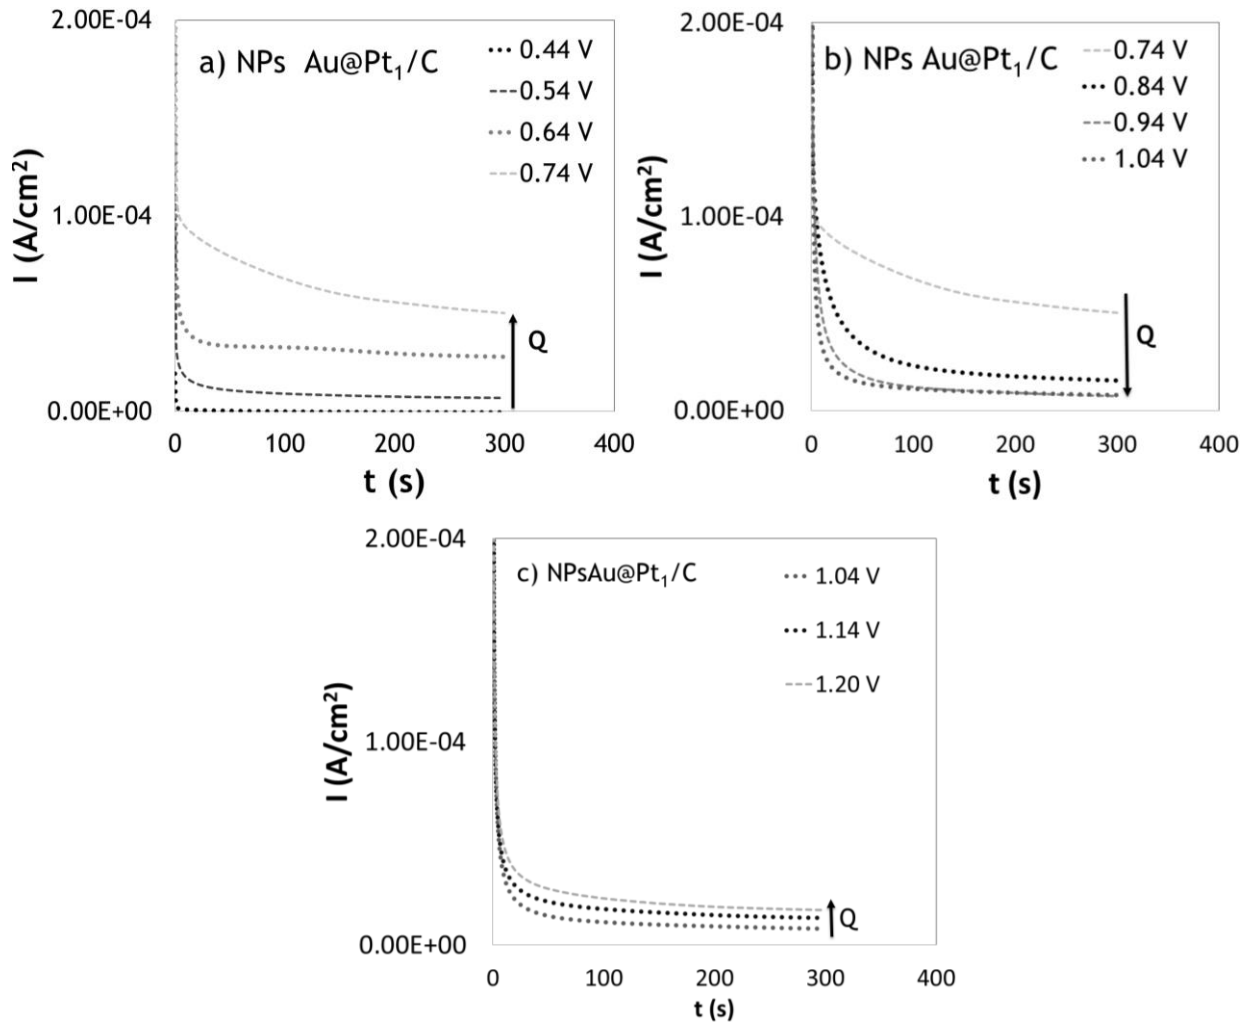 2.00E-04
a) NPs Au@Pt₁/C
0.44 V
0.54 V
0.64 V
0.74 V
I (A/cm²)
1.00E-04
Q
0.00E+00
0 100 200 300 400
t (s)
2.00E-04
b) NPs Au@Pt₁/C
0.74 V
0.84 V
0.94 V
1.04 V
I (A/cm²)
1.00E-04
Q
0.00E+00
0 100 200 300 400
t (s)
2.00E-04
c) NPsAu@Pt₁/C
1.04 V
1.14 V
1.20 V
I (A/cm²)
1.00E-04
Q
0.00E+00
0 100 200 300 400
t (s)